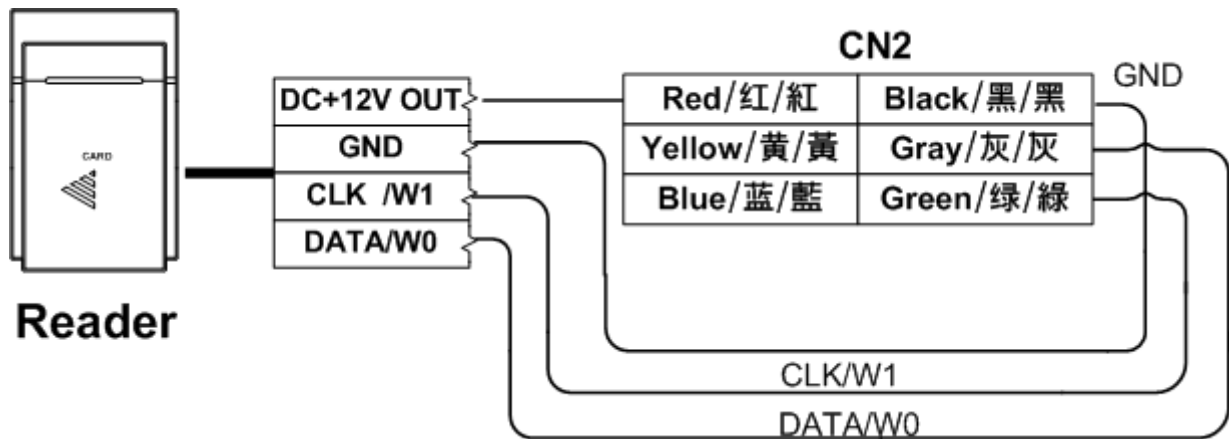 CN2
GND
DC+12V OUT
Red/红/紅
Black/黑/黑
GND
Yellow/黄/黃
Gray/灰/灰
CARD
CLK /W1
Blue/蓝/藍
Green/绿/綠
DATA/W0
Reader
CLK/W1
DATA/W0